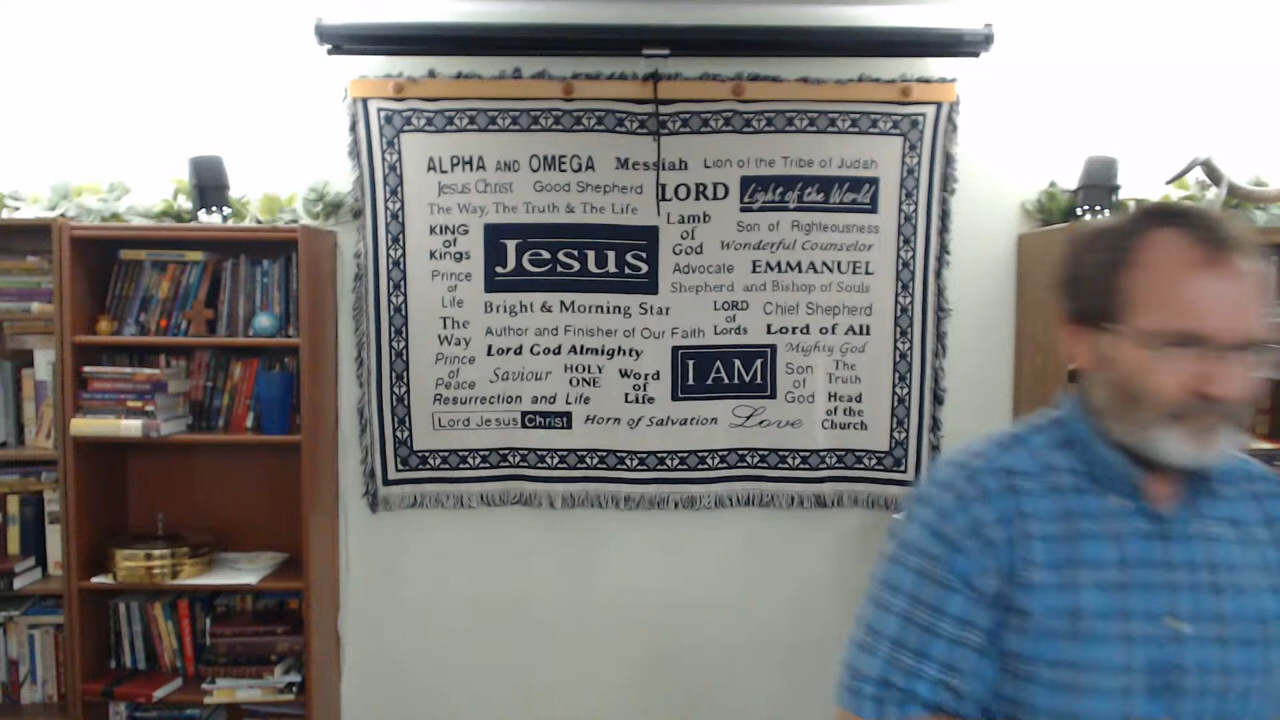 ALPHA AND OMEGA Messiah Lion of the Tribe of Judah
Jesus Christ Good Shepherd LORD Light of the World
The Way, The Truth & The Life
Lamb
of
God
Son of Righteousness
KING
of
Kings
Jesus
Wonderful Counselor
Advocate EMMANUEL
Prince
of
Life
Shepherd and Bishop of Souls
Bright & Morning Star
LORD
of
Lords
Chief Shepherd
The
Way
Author and Finisher of Our Faith
Lord of All
Lord God Almighty
I AM
Mighty God
Prince
of
Peace
Saviour
HOLY
ONE
Word
of
Life
Son
of
God
The
Truth
Resurrection and Life
Head
of the
Church
Lord Jesus Christ Horn of Salvation Love